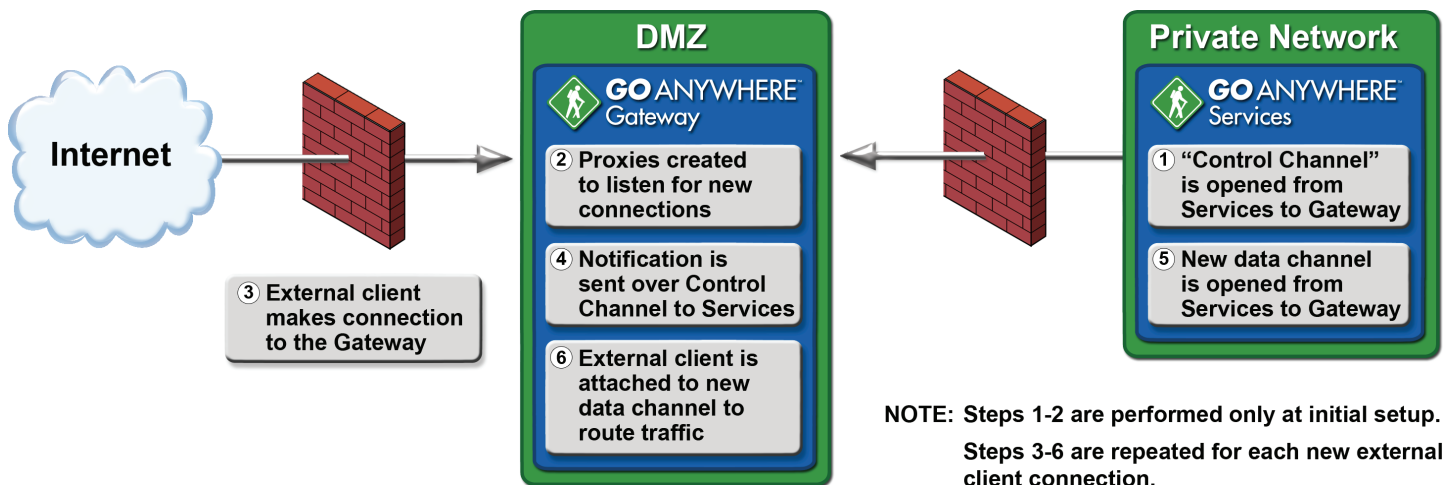 DMZ
Private Network
Internet
GO ANYWHERE™
Gateway
GO ANYWHERE™
Services
1 “Control Channel”
is opened from
Services to Gateway
2 Proxies created
to listen for new
connections
3 External client
makes connection
to the Gateway
4 Notification is
sent over Control
Channel to Services
5 New data channel
is opened from
Services to Gateway
6 External client is
attached to new
data channel to
route traffic
NOTE: Steps 1-2 are performed only at initial setup.
Steps 3-6 are repeated for each new external
client connection.